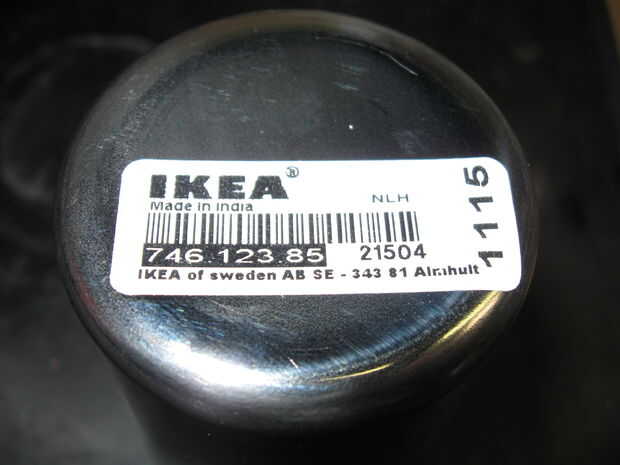 IKEA®
Made in India
NLH
746.123.85
21504
IKEA of sweden AB SE - 343 81 Almhult
1115